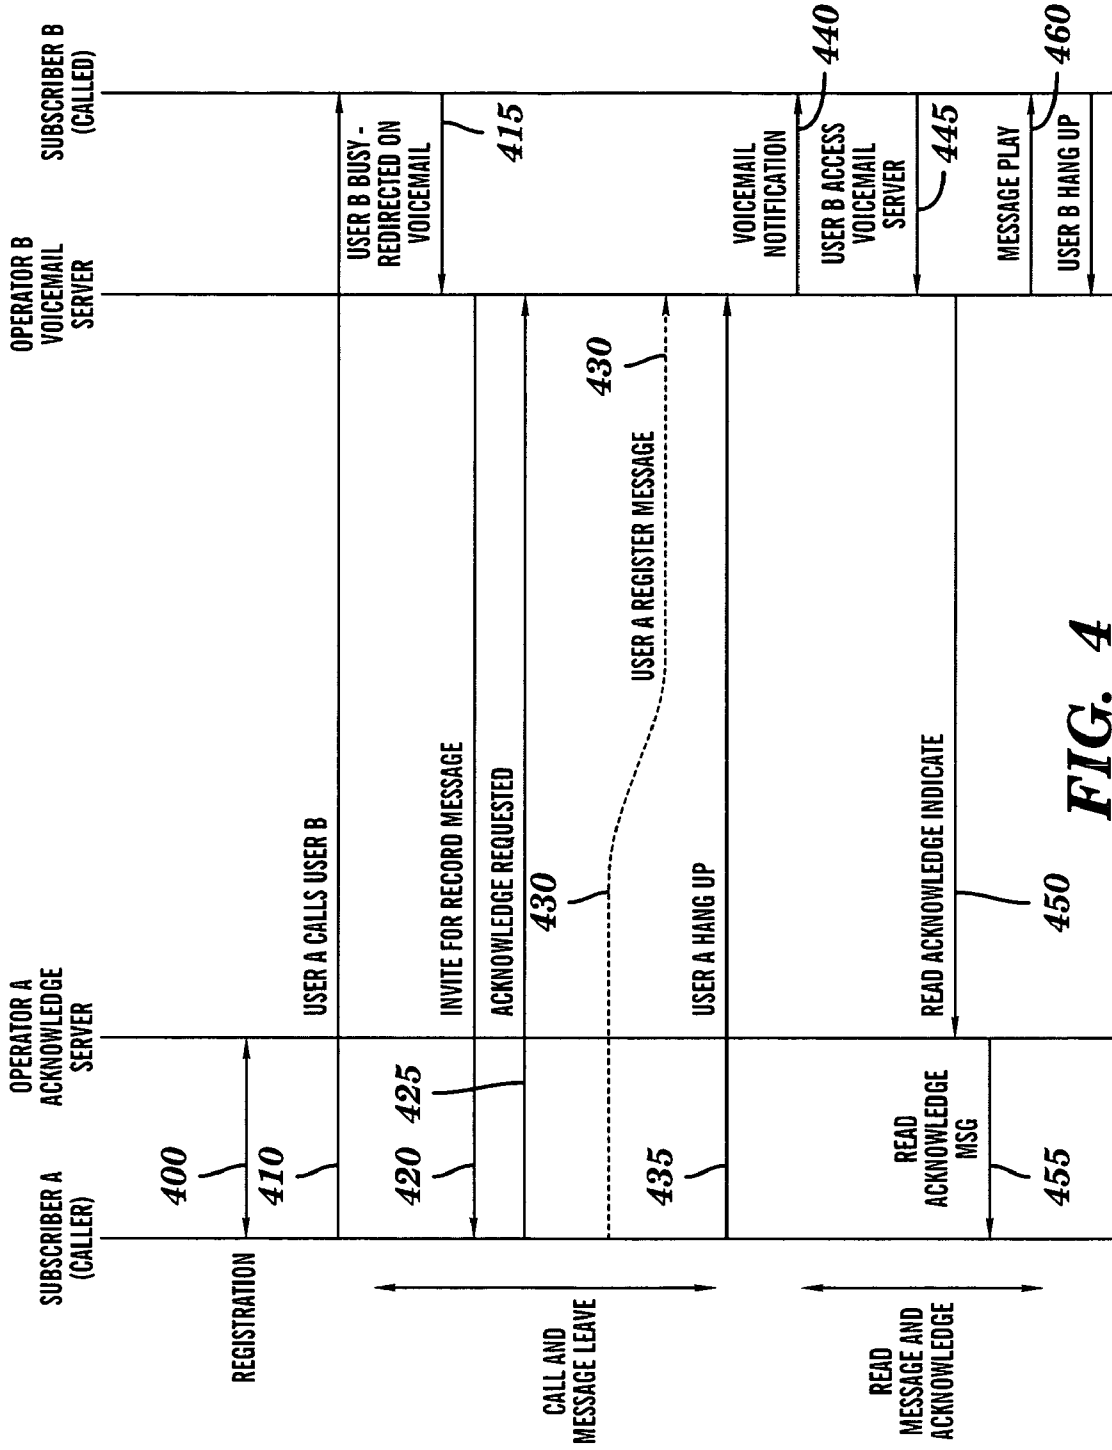 SUBSCRIBER A
(CALLER)
OPERATOR A
ACKNOWLEDGE
SERVER
OPERATOR B
VOICEMAIL
SERVER
SUBSCRIBER B
(CALLED)
REGISTRATION
400
410
USER A CALLS USER B
USER B BUSY -
REDIRECTED ON
VOICEMAIL
415
CALL AND
MESSAGE LEAVE
420
INVITE FOR RECORD MESSAGE
425
ACKNOWLEDGE REQUESTED
430
USER A REGISTER MESSAGE
430
435
USER A HANG UP
VOICEMAIL
NOTIFICATION
440
USER B ACCESS
VOICEMAIL
SERVER
445
READ
MESSAGE AND
ACKNOWLEDGE
READ ACKNOWLEDGE INDICATE
450
READ
ACKNOWLEDGE
MSG
455
MESSAGE PLAY
460
USER B HANG UP
FIG. 4